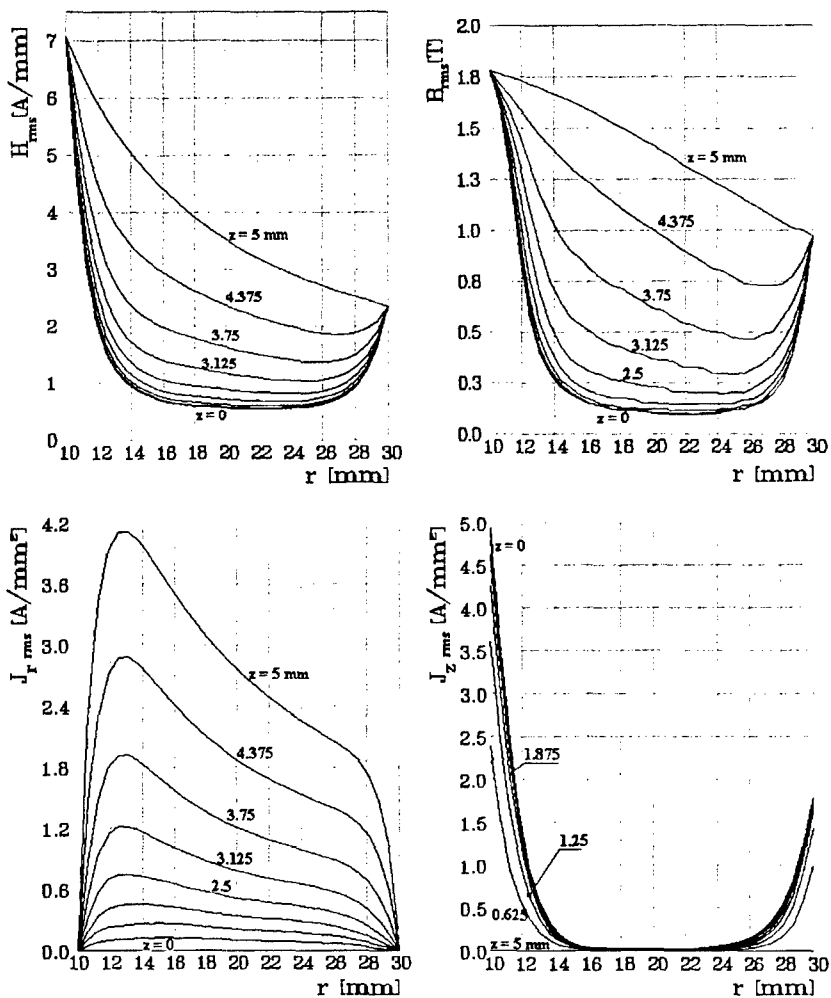 H rms [A/mm]
7
6
5
4
3
2
1
0
z = 5 mm
4.375
3.75
3.125
z = 0
10 12 14 16 18 20 22 24 26 28 30
r [mm]
B rms [T]
2.0
1.8
1.5
1.3
1.0
0.8
0.5
0.3
0.0
z = 5 mm
4.375
3.75
3.125
2.5
z = 0
10 12 14 16 18 20 22 24 26 28 30
r [mm]
J r rms [A/mm²]
4.2
3.6
3.0
2.4
1.8
1.2
0.6
0.0
z = 5 mm
4.375
3.75
3.125
2.5
z = 0
10 12 14 16 18 20 22 24 26 28 30
r [mm]
J z rms [A/mm²]
5.0
4.5
4.0
3.5
3.0
2.5
2.0
1.5
1.0
0.5
0.0
z = 0
1.875
1.25
0.625
z = 5 mm
10 12 14 16 18 20 22 24 26 28 30
r [mm]